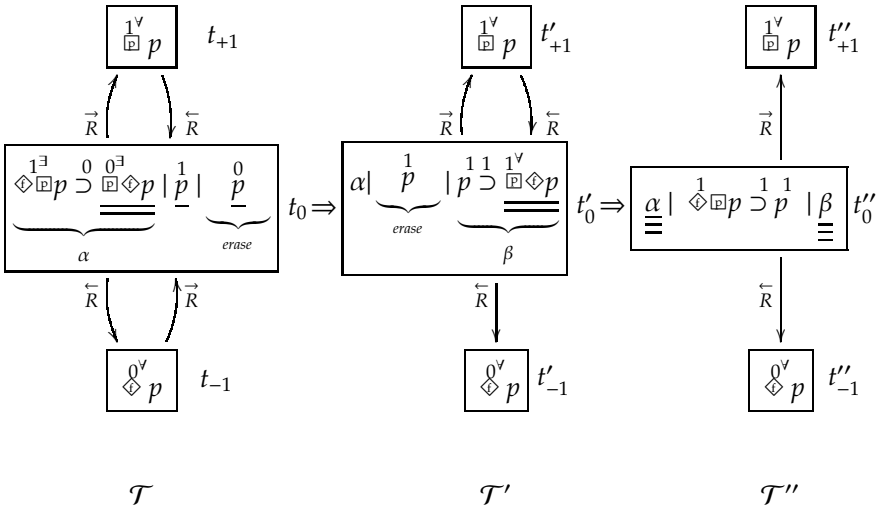 1∀ 1∀ 1∀
[p] p t₊₁ [p] p t′₊₁ [p] p t″₊₁
R⃗ R⃖ R⃗ R⃖ R⃗
1∃ 0 0∃ 1 0 1 1 1 1∀ 1 1 1
⟨f⟩[p]p ⊃ [p]⟨f⟩p | p | p t₀ ⇒ α | p | p ⊃ [p]⟨f⟩p t′₀ ⇒ α | ⟨f⟩[p]p ⊃ p | β t″₀
α erase erase β
R⃖ R⃗ R⃖ R⃖
0∀ 0∀ 0∀
⟨f⟩ p t₋₁ ⟨f⟩ p t′₋₁ ⟨f⟩ p t″₋₁
𝒯 𝒯′ 𝒯″